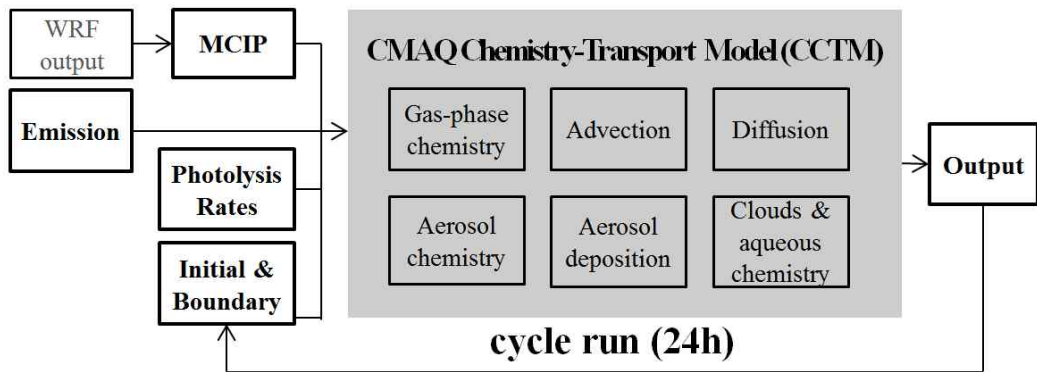 WRF
output
MCIP
CMAQ Chemistry-Transport Model (CCTM)
Emission
Gas-phase
chemistry
Advection
Diffusion
Output
Photolysis
Rates
Aerosol
chemistry
Aerosol
deposition
Clouds &
aqueous
chemistry
Initial &
Boundary
cycle run (24h)